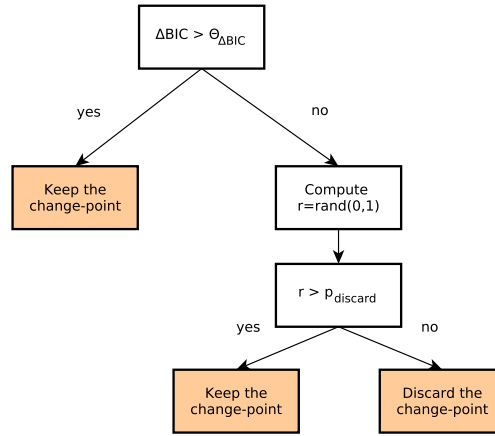 ΔBIC > Θ_ΔBIC
yes
no
Keep the
change-point
Compute
r=rand(0,1)
r > p_discard
yes
no
Keep the
change-point
Discard the
change-point